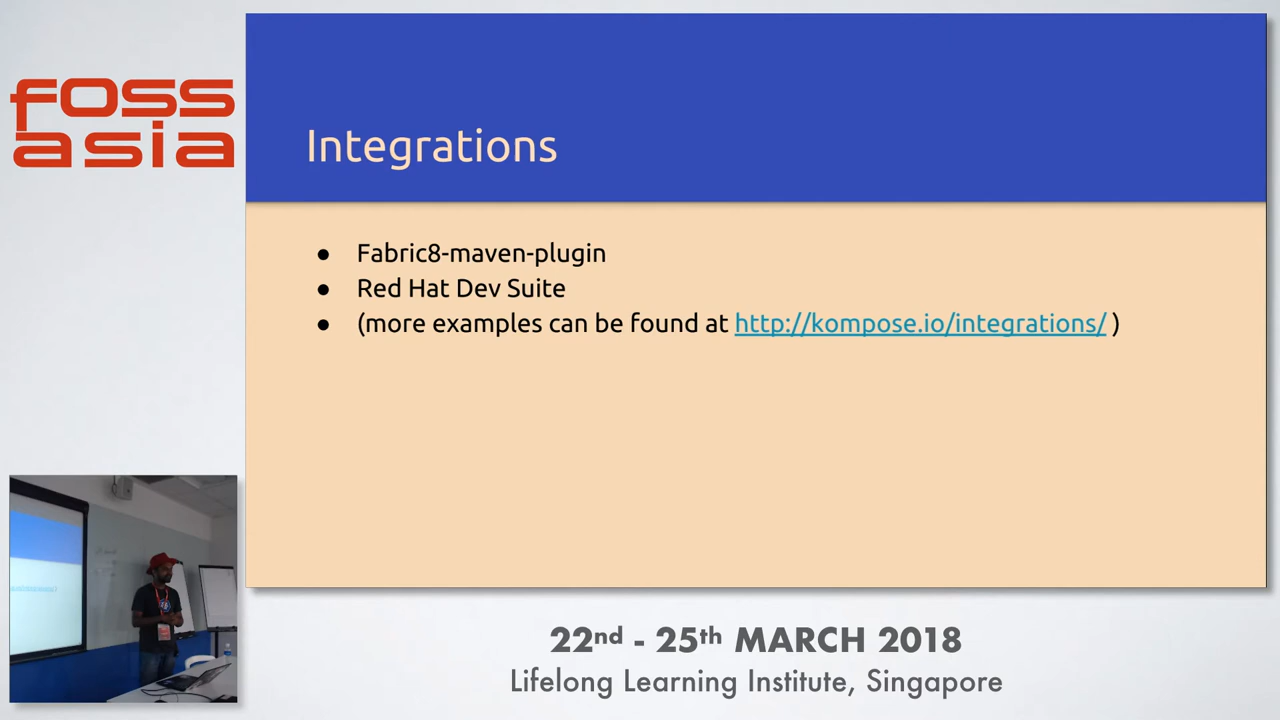 foss
asia
Integrations
● Fabric8-maven-plugin
● Red Hat Dev Suite
● (more examples can be found at http://kompose.io/integrations/ )
22nd - 25th MARCH 2018
Lifelong Learning Institute, Singapore